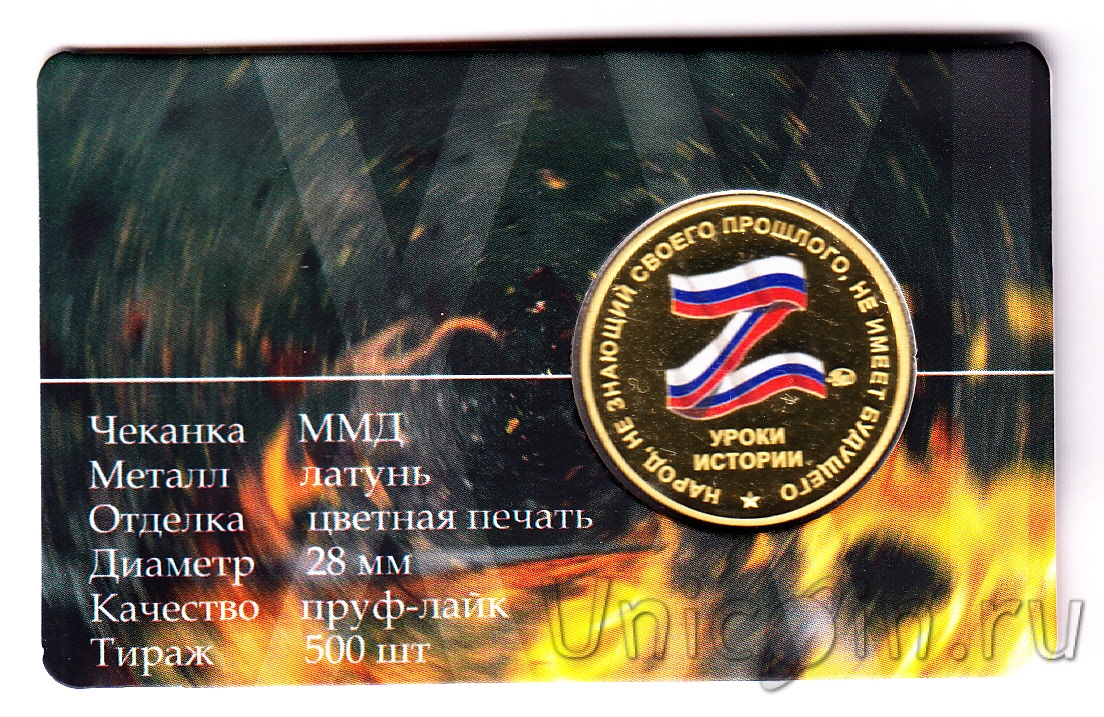 НАРОД, НЕ ЗНАЮЩИЙ СВОЕГО ПРОШЛОГО, НЕ ИМЕЕТ БУДУЩЕГО
УРОКИ
ИСТОРИИ
Чеканка ММД
Металл латунь
Отделка цветная печать
Диаметр 28 мм
Качество пруф-лайк
Тираж 500 шт
UniCoin.ru